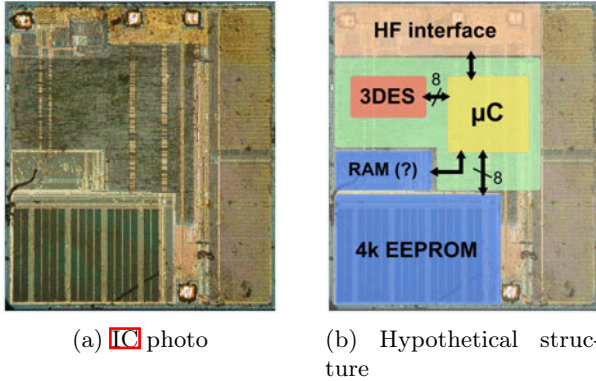 HF interface
3DES
8
µC
RAM (?)
8
4k EEPROM
(a) IC photo
(b) Hypothetical struc-
ture